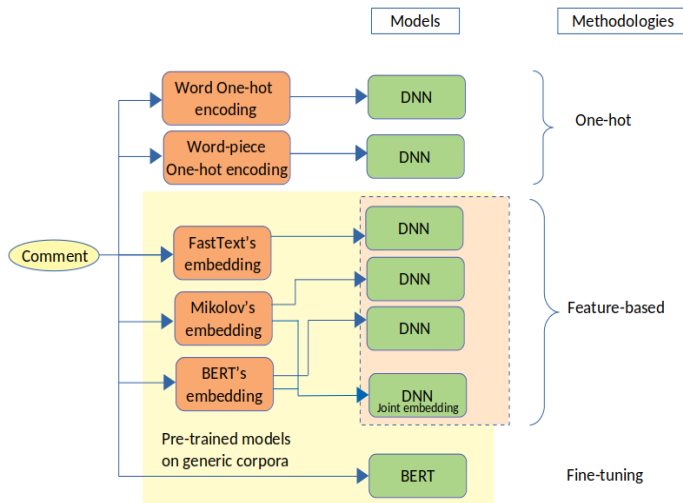 Models
Methodologies
Word One-hot
encoding
DNN
One-hot
Word-piece
One-hot encoding
DNN
Comment
FastText's
embedding
DNN
Mikolov's
embedding
DNN
Feature-based
DNN
BERT's
embedding
DNN
Joint embedding
Pre-trained models
on generic corpora
BERT
Fine-tuning